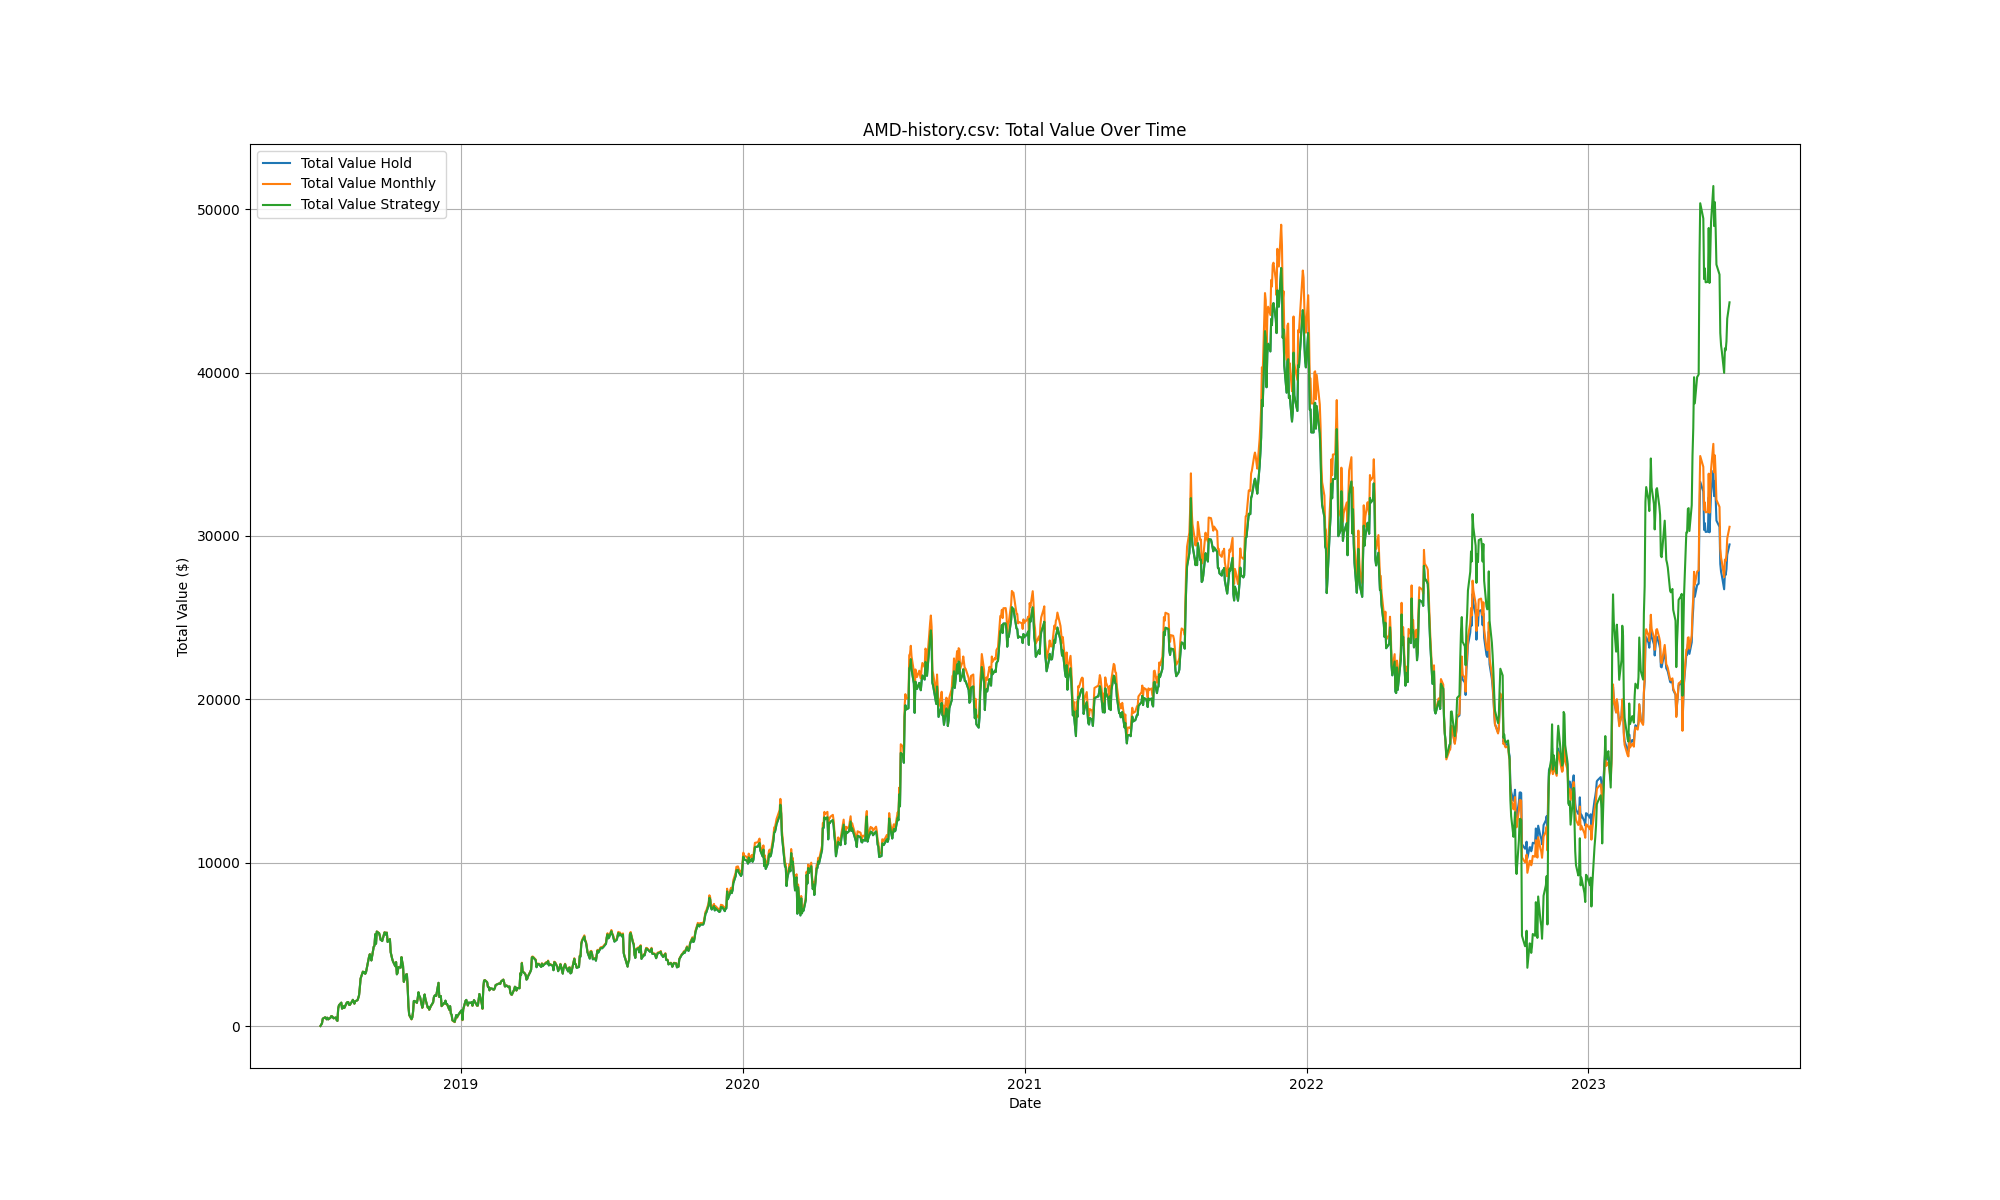 AMD-history.csv: Total Value Over Time
Total Value Hold
Total Value Monthly
Total Value Strategy
50000
40000
30000
20000
10000
0
Total Value ($)
2019 2020 2021 2022 2023
Date